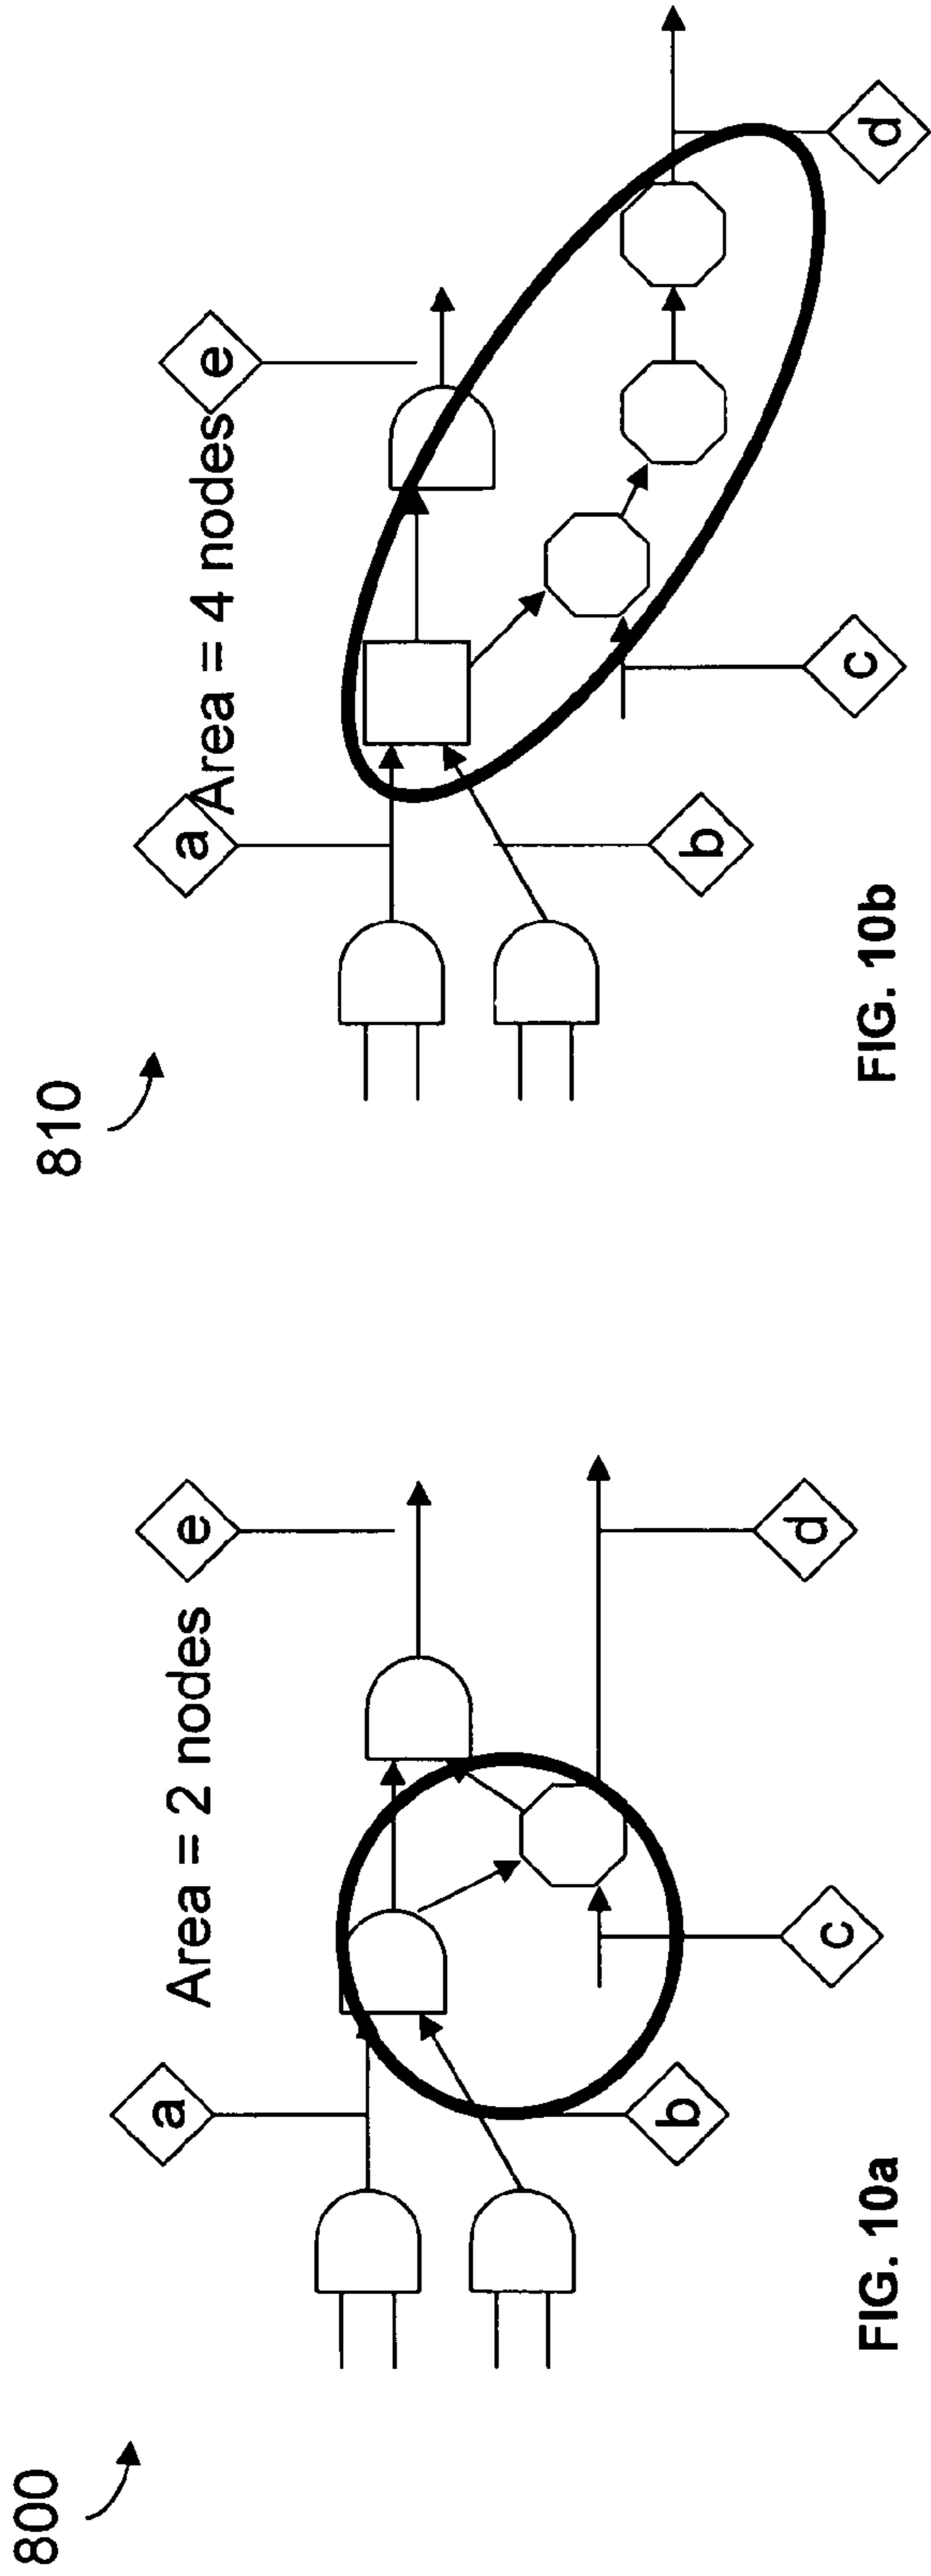 800
a
Area = 2 nodes
e
b
c
d
FIG. 10a
810
a
Area = 4 nodes
e
b
c
d
FIG. 10b